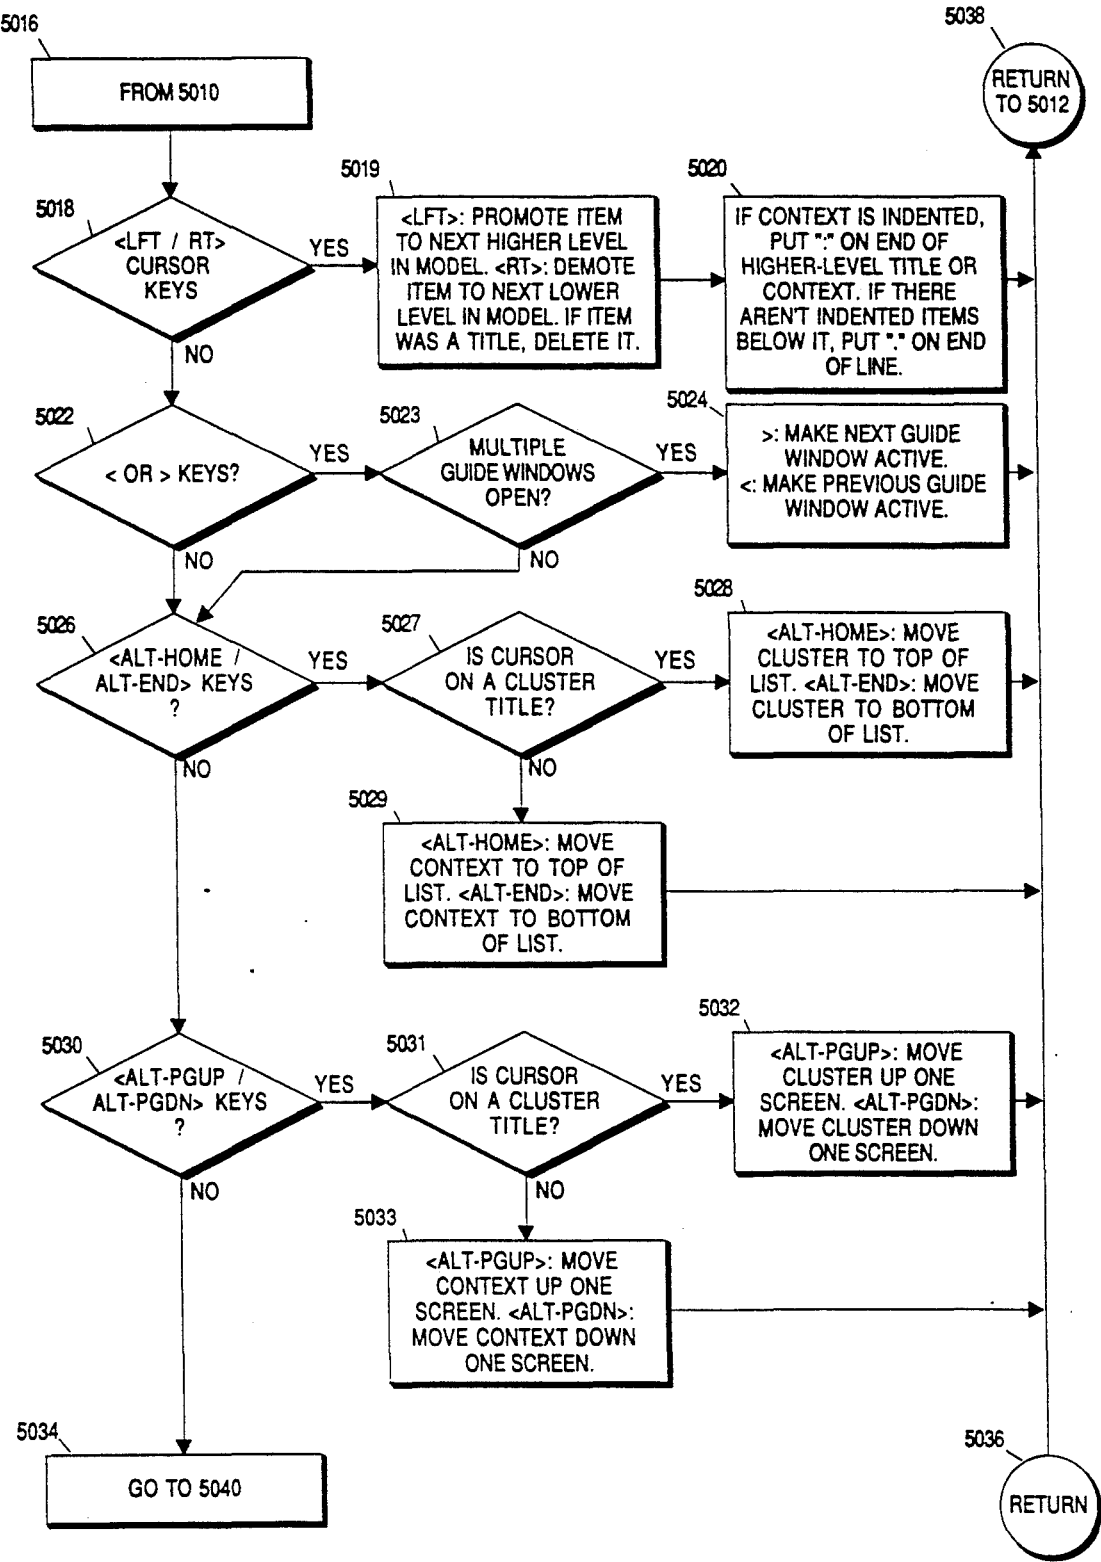 5016
FROM 5010
5038
RETURN
TO 5012
5018
<LFT / RT>
CURSOR
KEYS
YES
NO
5019
<LFT>: PROMOTE ITEM
TO NEXT HIGHER LEVEL
IN MODEL. <RT>: DEMOTE
ITEM TO NEXT LOWER
LEVEL IN MODEL. IF ITEM
WAS A TITLE, DELETE IT.
5020
IF CONTEXT IS INDENTED,
PUT ":" ON END OF
HIGHER-LEVEL TITLE OR
CONTEXT. IF THERE
AREN'T INDENTED ITEMS
BELOW IT, PUT "." ON END
OF LINE.
5022
< OR > KEYS?
YES
NO
5023
MULTIPLE
GUIDE WINDOWS
OPEN?
YES
NO
5024
>: MAKE NEXT GUIDE
WINDOW ACTIVE.
<: MAKE PREVIOUS GUIDE
WINDOW ACTIVE.
5026
<ALT-HOME /
ALT-END> KEYS
?
YES
NO
5027
IS CURSOR
ON A CLUSTER
TITLE?
YES
NO
5028
<ALT-HOME>: MOVE
CLUSTER TO TOP OF
LIST. <ALT-END>: MOVE
CLUSTER TO BOTTOM
OF LIST.
5029
<ALT-HOME>: MOVE
CONTEXT TO TOP OF
LIST. <ALT-END>: MOVE
CONTEXT TO BOTTOM
OF LIST.
5030
<ALT-PGUP /
ALT-PGDN> KEYS
?
YES
NO
5031
IS CURSOR
ON A CLUSTER
TITLE?
YES
NO
5032
<ALT-PGUP>: MOVE
CLUSTER UP ONE
SCREEN. <ALT-PGDN>:
MOVE CLUSTER DOWN
ONE SCREEN.
5033
<ALT-PGUP>: MOVE
CONTEXT UP ONE
SCREEN. <ALT-PGDN>:
MOVE CONTEXT DOWN
ONE SCREEN.
5034
GO TO 5040
5036
RETURN